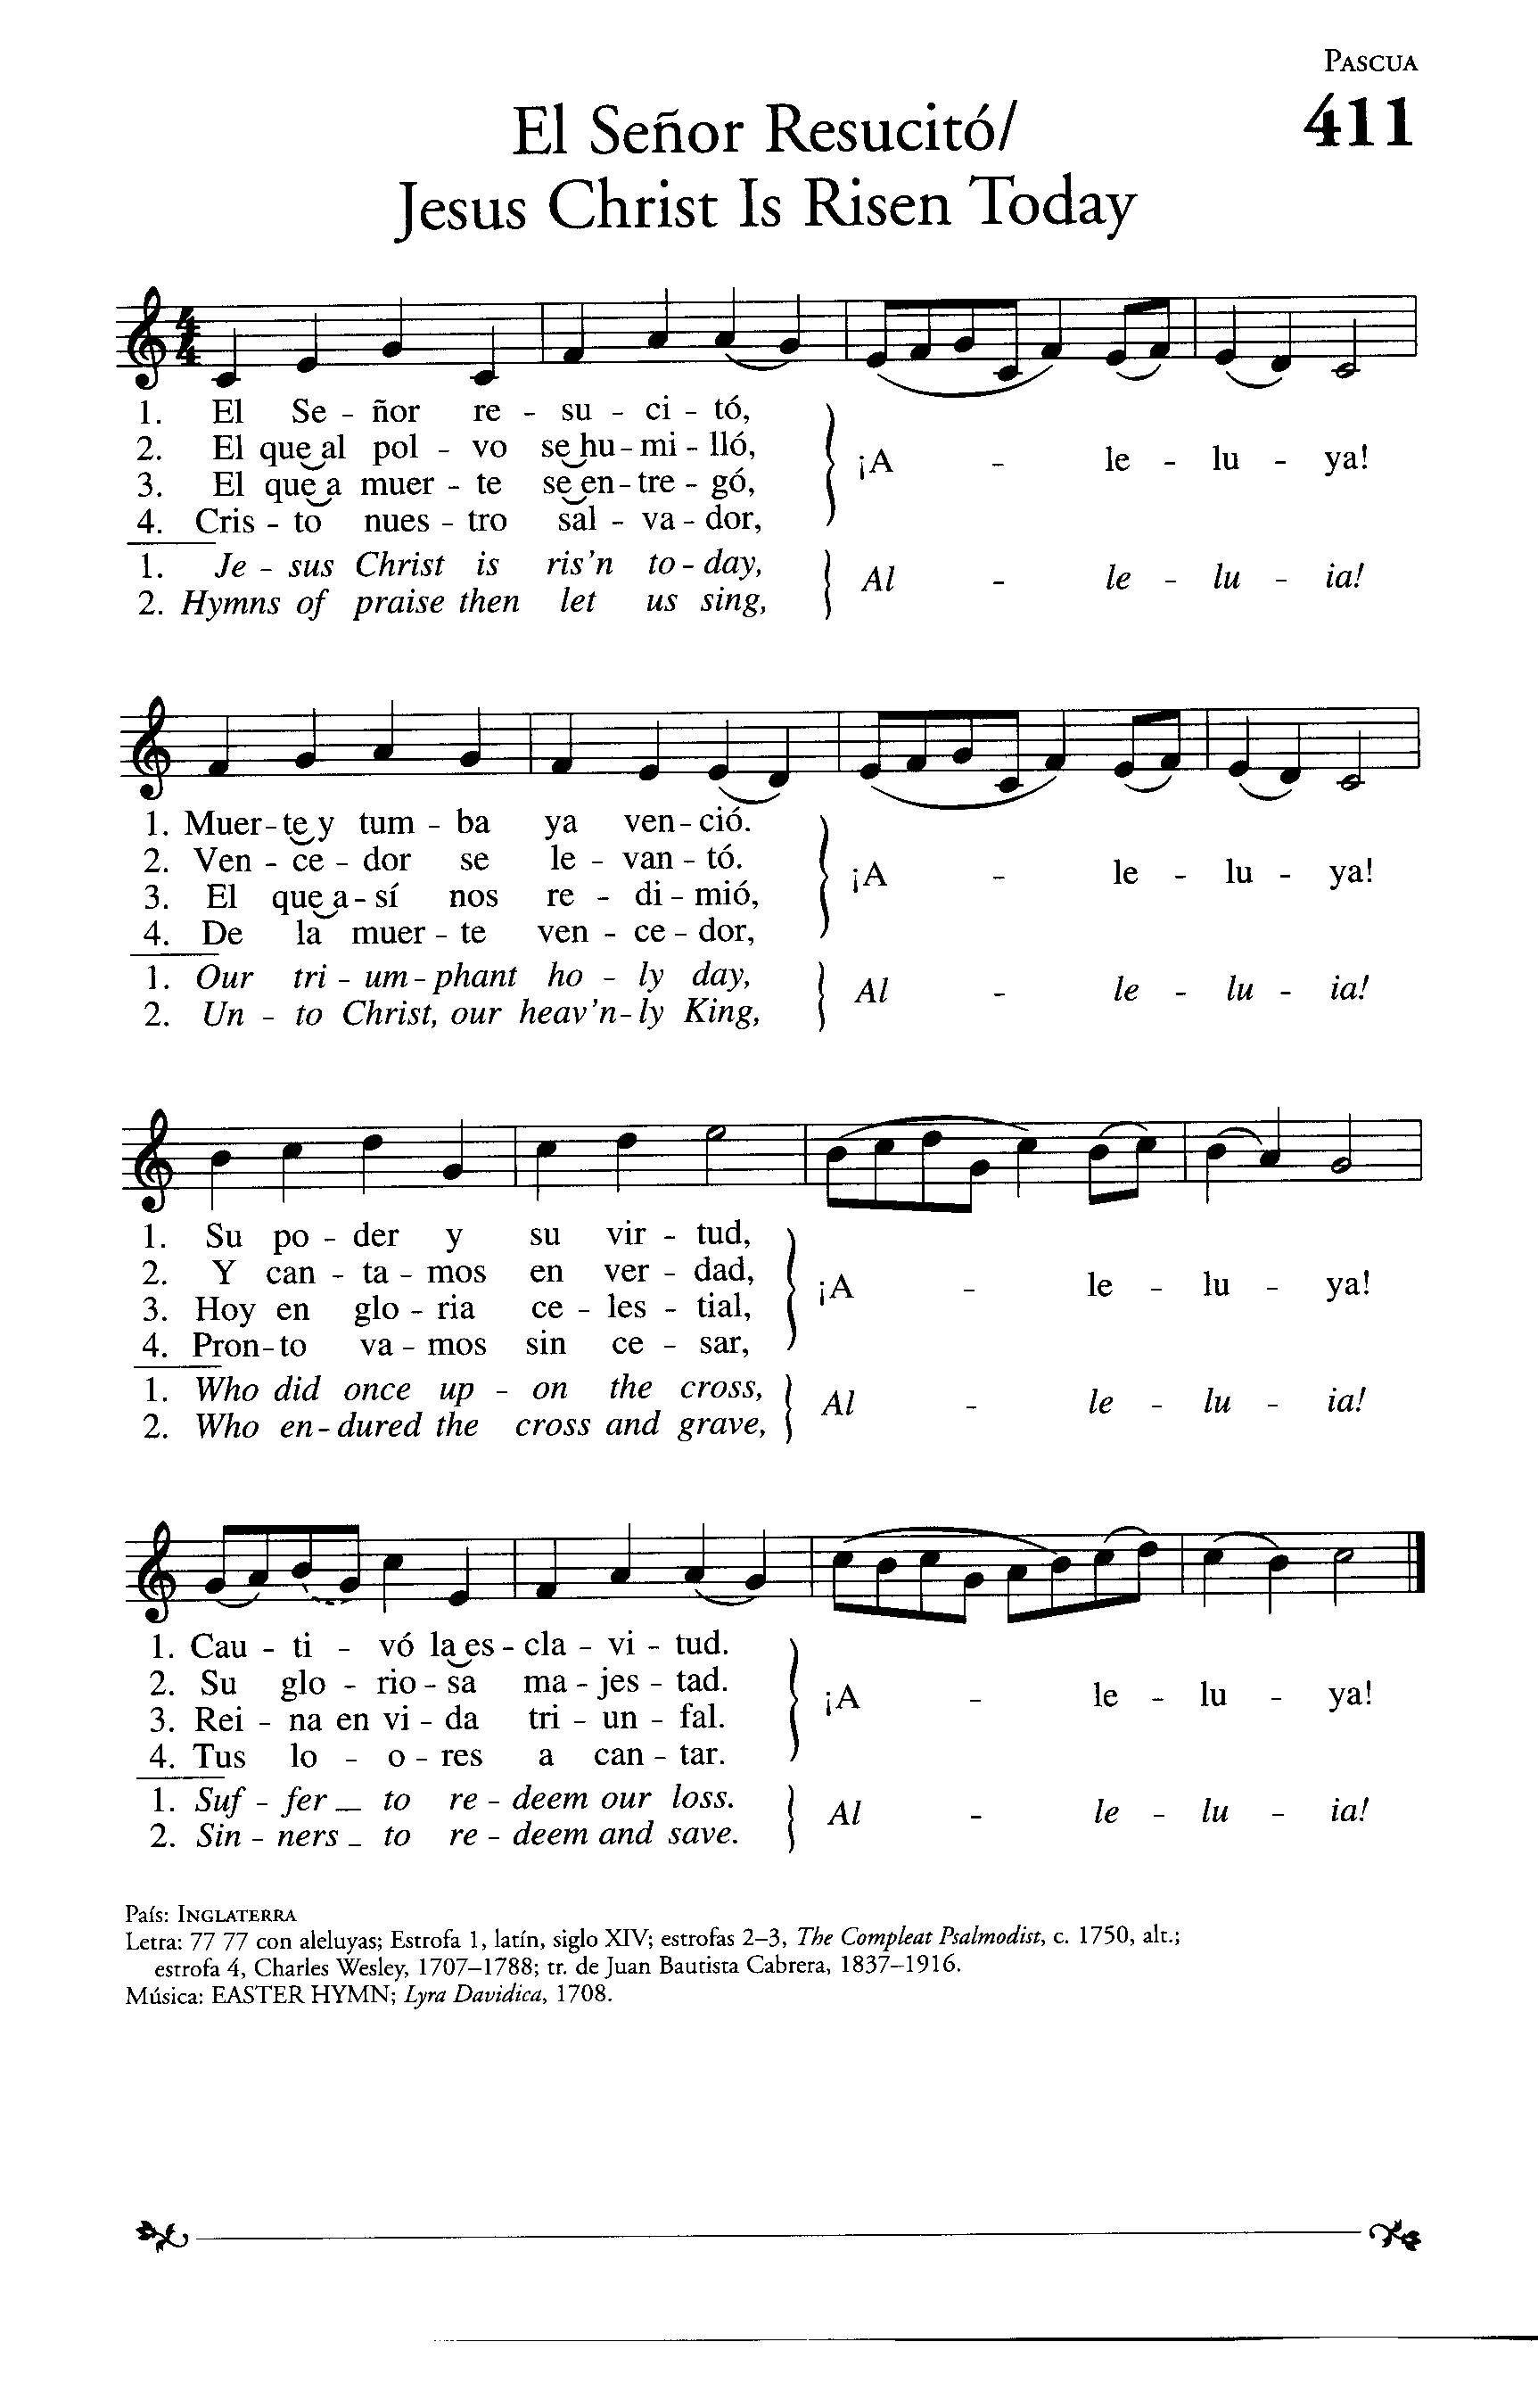 PASCUA
411
El Señor Resucitó/
Jesus Christ Is Risen Today
1. El Se - ñor re - su - ci - tó, ¡A - le - lu - ya!
2. El que al pol - vo se hu - mi - lló,
3. El que a muer - te se en - tre - gó,
4. Cris - to nues - tro sal - va - dor,
1. Je - sus Christ is ris'n to - day, Al - le - lu - ia!
2. Hymns of praise then let us sing,
1. Muer - te y tum - ba ya ven - ció. ¡A - le - lu - ya!
2. Ven - ce - dor se le - van - tó.
3. El que a - sí nos re - di - mió,
4. De la muer - te ven - ce - dor,
1. Our tri - um - phant ho - ly day, Al - le - lu - ia!
2. Un - to Christ, our heav'n - ly King,
1. Su po - der y su vir - tud, ¡A - le - lu - ya!
2. Y can - ta - mos en ver - dad,
3. Hoy en glo - ria ce - les - tial,
4. Pron - to va - mos sin ce - sar,
1. Who did once up - on the cross, Al - le - lu - ia!
2. Who en - dured the cross and grave,
1. Cau - ti - vó la es - cla - vi - tud. ¡A - le - lu - ya!
2. Su glo - rio - sa ma - jes - tad.
3. Rei - na en vi - da tri - un - fal.
4. Tus lo - o - res a can - tar.
1. Suf - fer _ to re - deem our loss. Al - le - lu - ia!
2. Sin - ners _ to re - deem and save.
País: INGLATERRA
Letra: 77 77 con aleluyas; Estrofa 1, latín, siglo XIV; estrofas 2–3, The Compleat Psalmodist, c. 1750, alt.;
estrofa 4, Charles Wesley, 1707–1788; tr. de Juan Bautista Cabrera, 1837–1916.
Música: EASTER HYMN; Lyra Davidica, 1708.